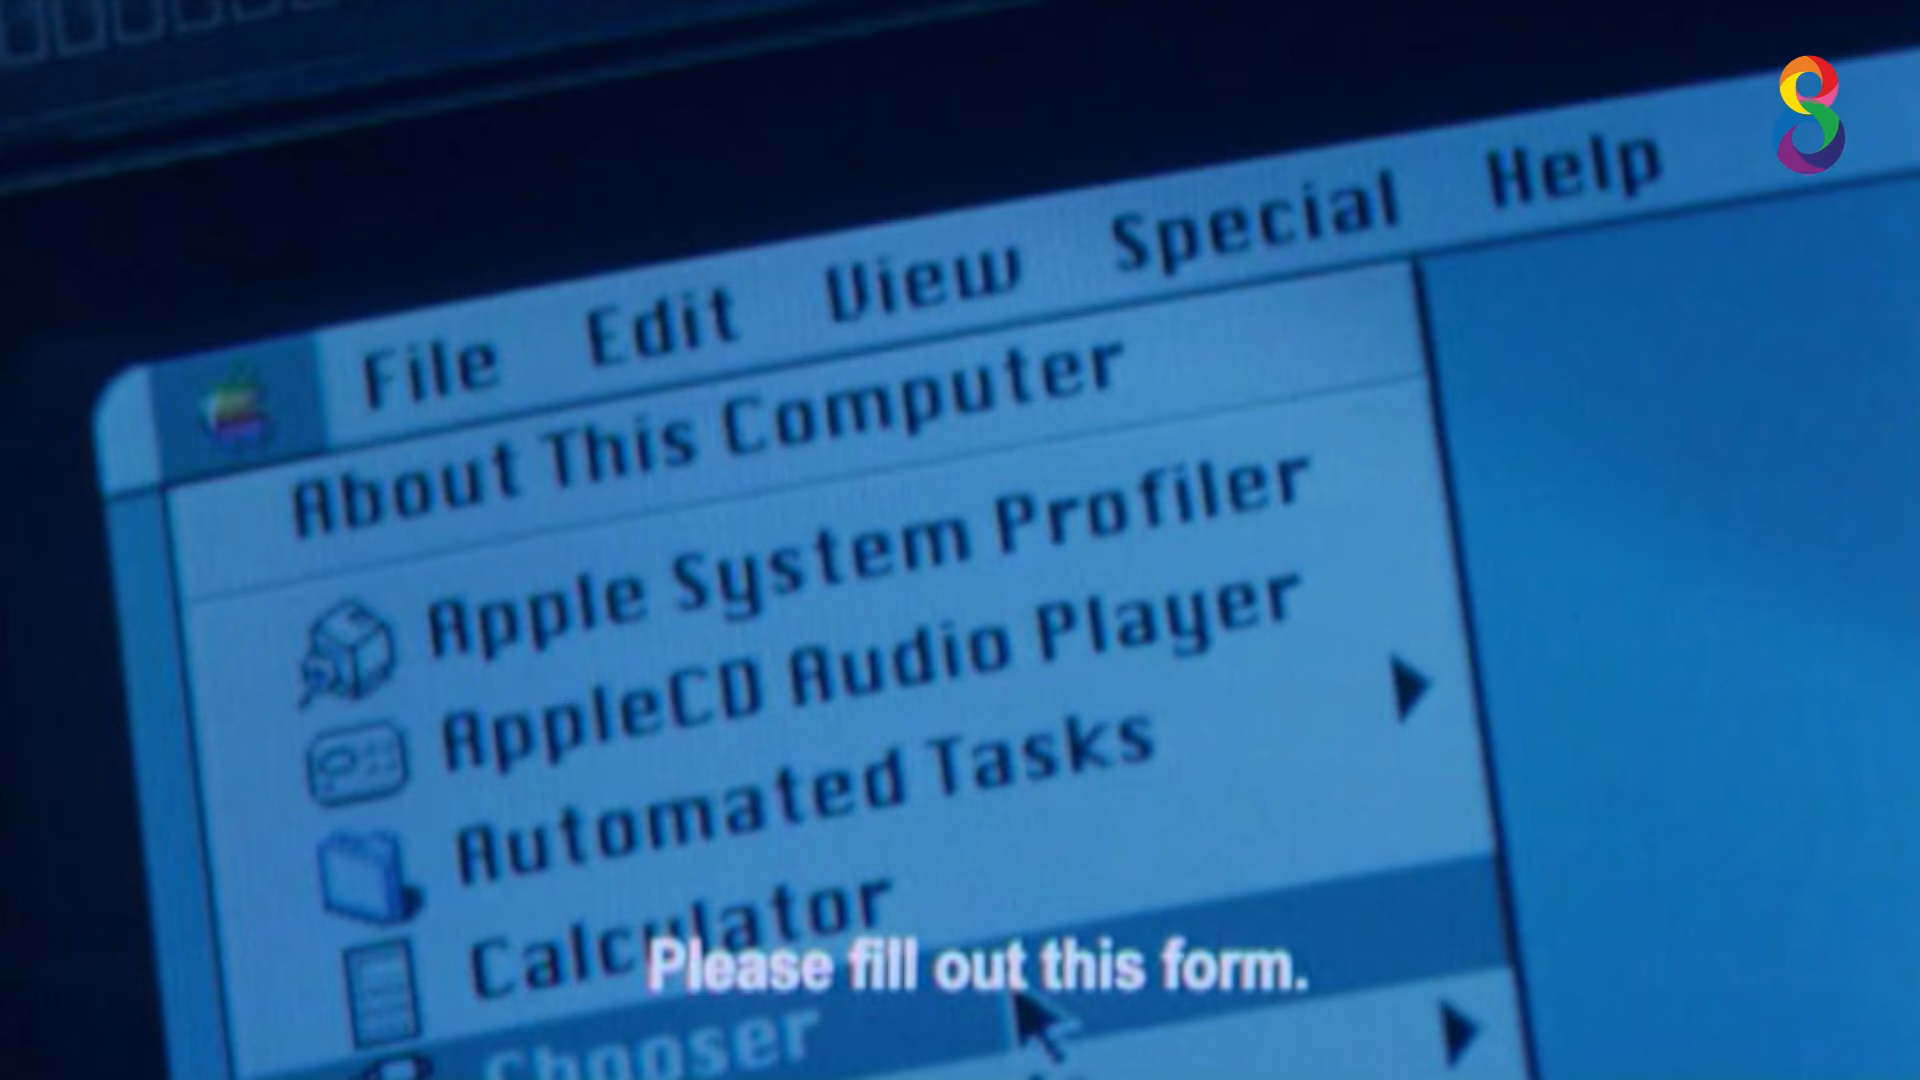 File Edit View Special Help
About This Computer
Apple System Profiler
AppleCD Audio Player
Automated Tasks
Calculator
Chooser
Please fill out this form.
8